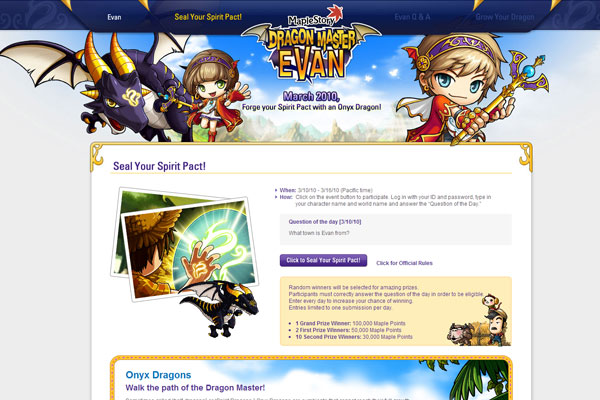 Evan
Seal Your Spirit Pact!
Evan Q & A
Grow Your Dragon
MapleStory
DRAGON MASTER
EVAN
March 2010,
Forge your Spirit Pact with an Onyx Dragon!
Seal Your Spirit Pact!
When: 3/10/10 - 3/16/10 (Pacific time)
How: Click on the event button to participate. Log in with your ID and password, type in
your character name and world name and answer the "Question of the Day."
Question of the day [3/10/10]
What town is Evan from?
Click to Seal Your Spirit Pact!
Click for Official Rules
Random winners will be selected for amazing prizes.
Participants must correctly answer the question of the day in order to be eligible.
Enter every day to increase your chance of winning.
Entries limited to one submission per day.
1 Grand Prize Winner: 100,000 Maple Points
2 First Prize Winners: 50,000 Maple Points
10 Second Prize Winners: 30,000 Maple Points
Onyx Dragons
Walk the path of the Dragon Master!